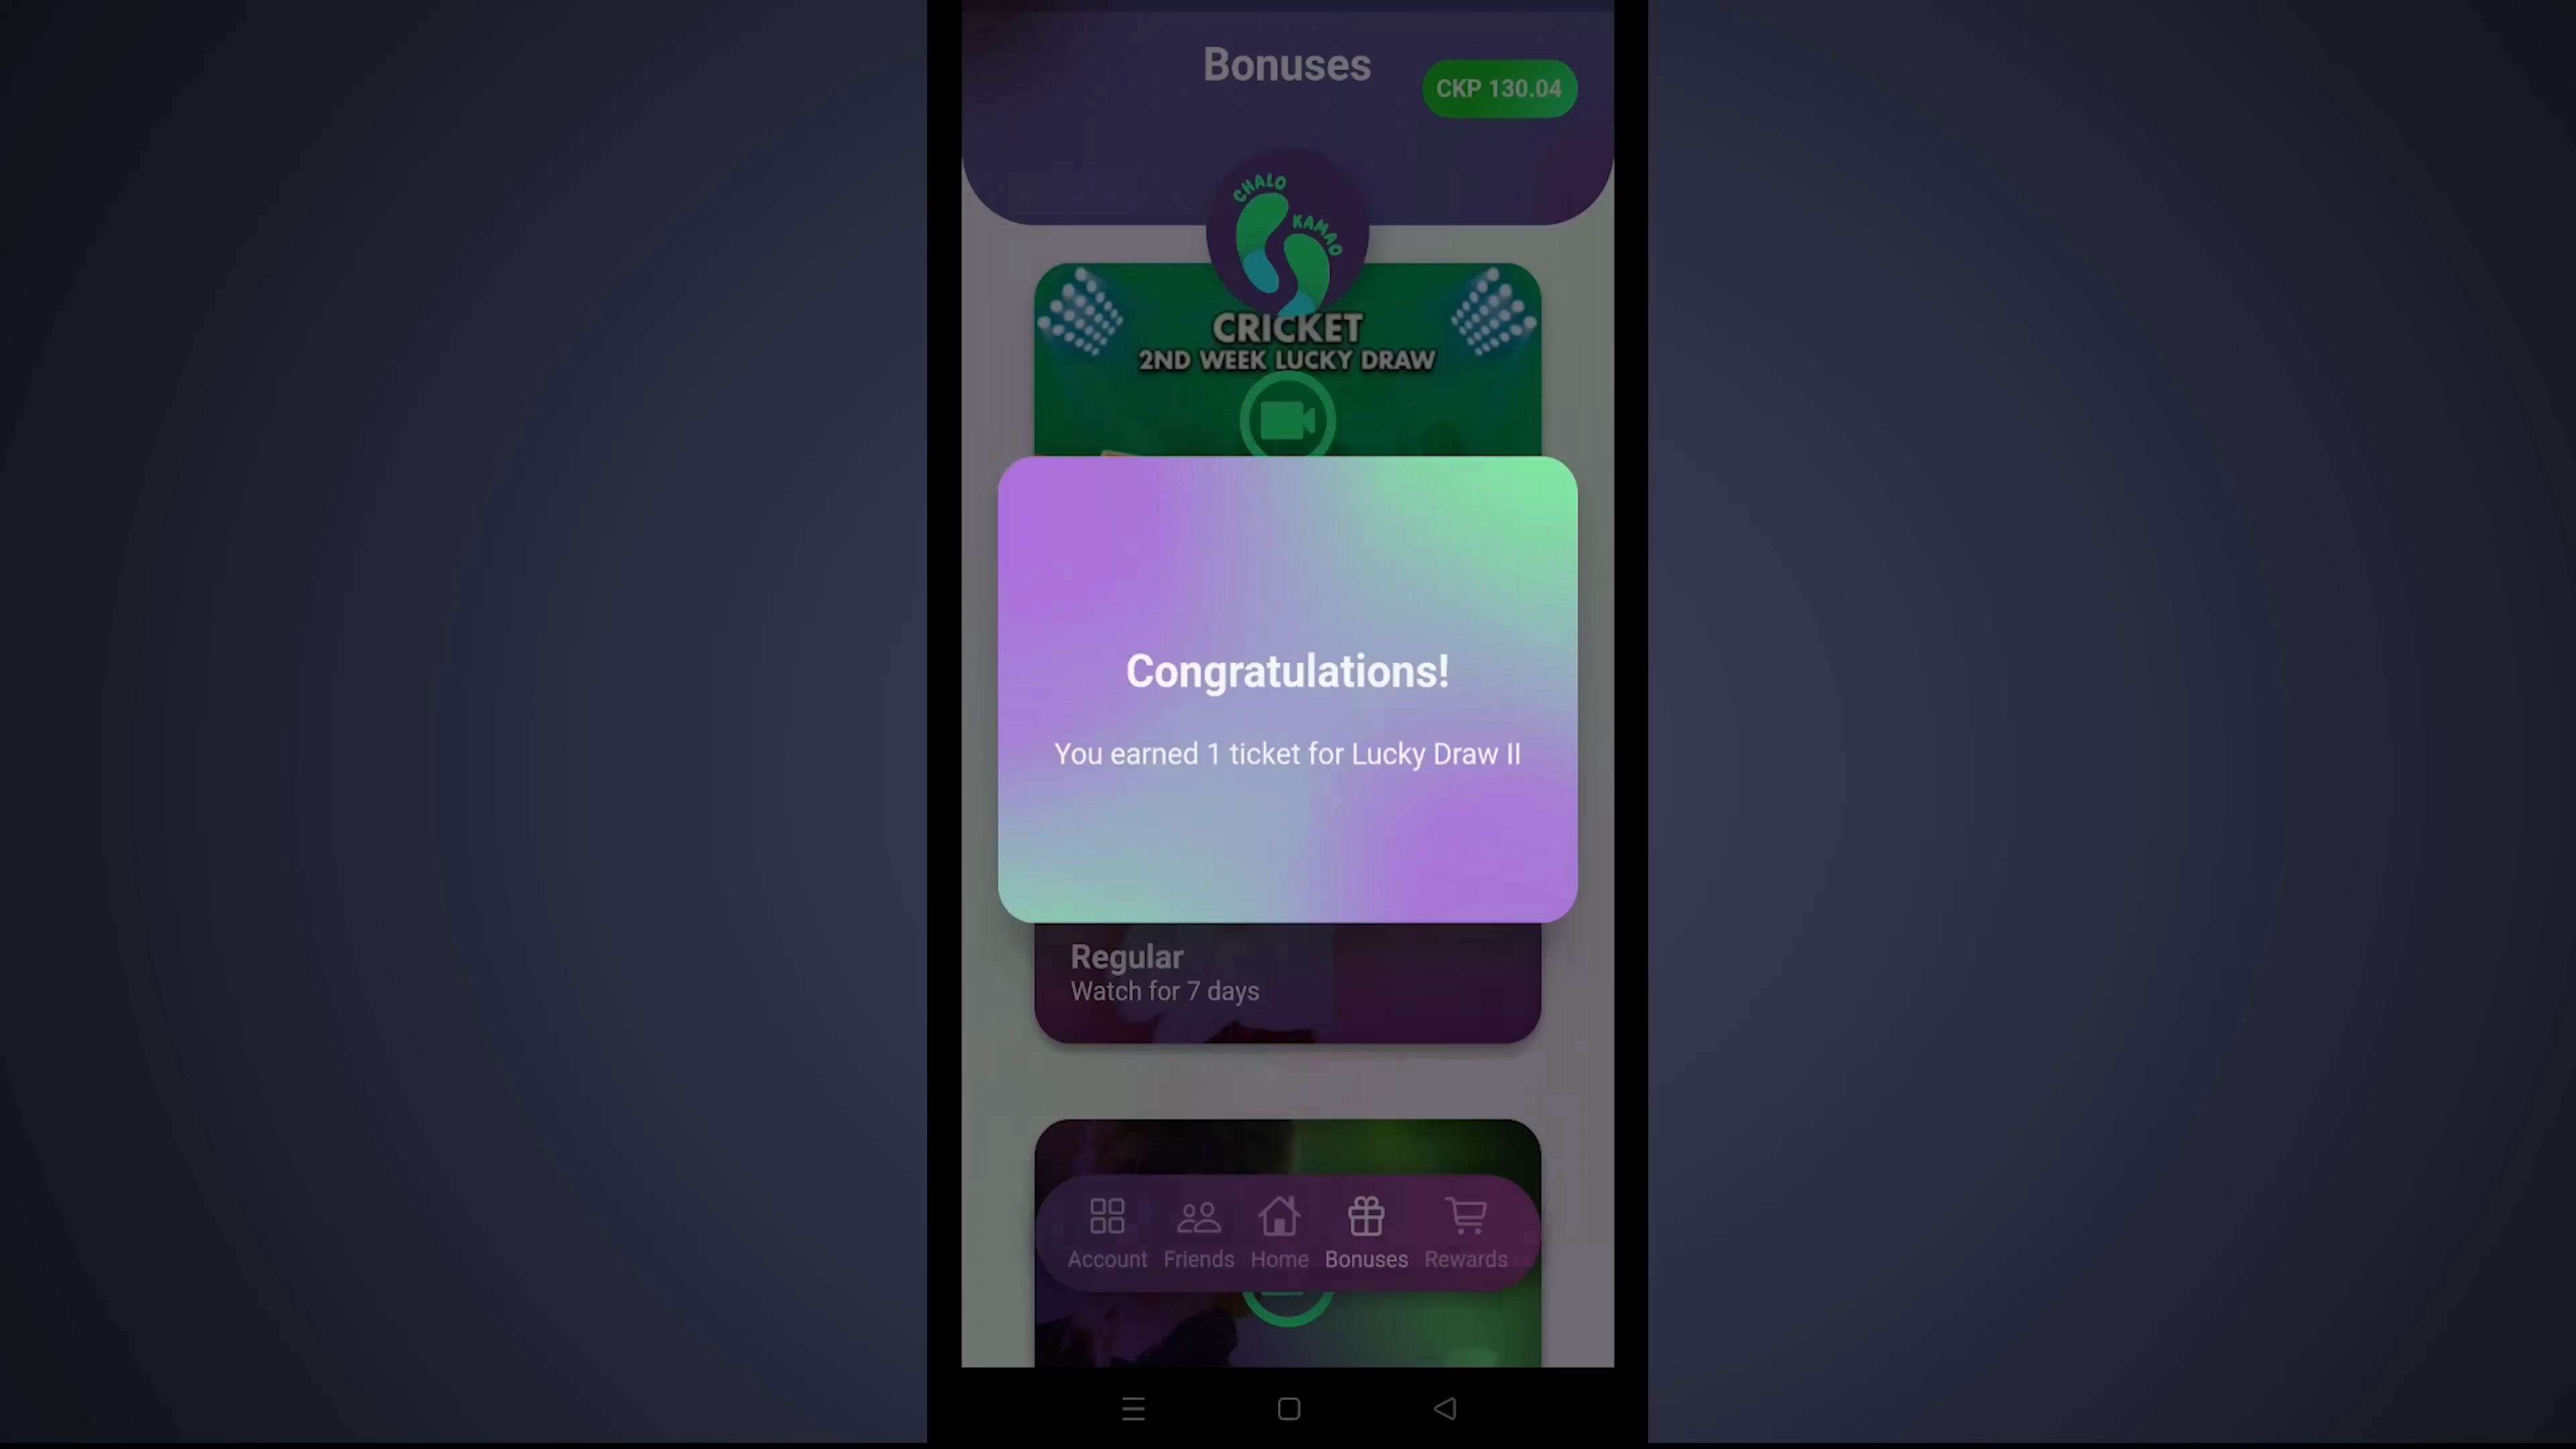 Bonuses
CKP 130.04
CHALO
KAMAO
CRICKET
2ND WEEK LUCKY DRAW
Congratulations!
You earned 1 ticket for Lucky Draw II
Regular
Watch for 7 days
Account Friends Home Bonuses Rewards